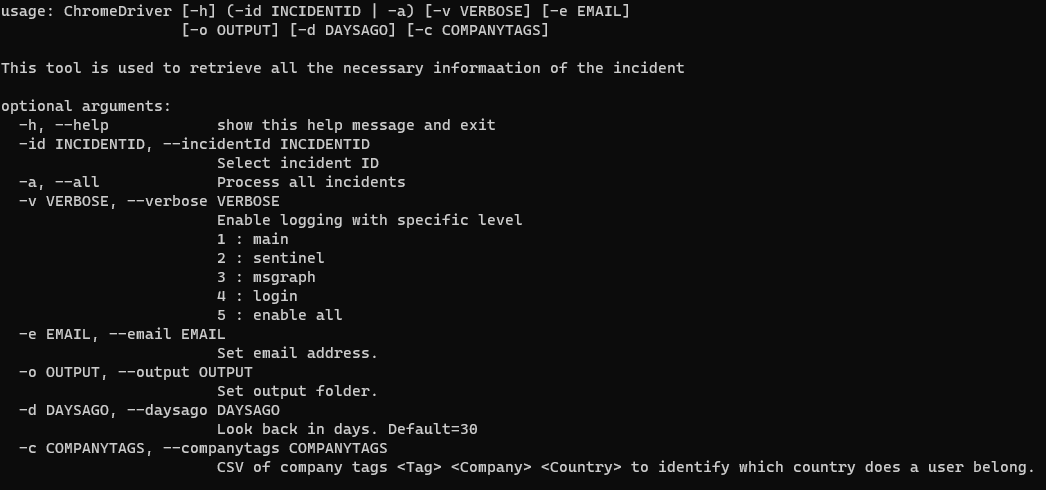 usage: ChromeDriver [-h] (-id INCIDENTID | -a) [-v VERBOSE] [-e EMAIL]
                    [-o OUTPUT] [-d DAYSAGO] [-c COMPANYTAGS]

This tool is used to retrieve all the necessary informaation of the incident

optional arguments:
  -h, --help            show this help message and exit
  -id INCIDENTID, --incidentId INCIDENTID
                        Select incident ID
  -a, --all             Process all incidents
  -v VERBOSE, --verbose VERBOSE
                        Enable logging with specific level
                        1 : main
                        2 : sentinel
                        3 : msgraph
                        4 : login
                        5 : enable all
  -e EMAIL, --email EMAIL
                        Set email address.
  -o OUTPUT, --output OUTPUT
                        Set output folder.
  -d DAYSAGO, --daysago DAYSAGO
                        Look back in days. Default=30
  -c COMPANYTAGS, --companytags COMPANYTAGS
                        CSV of company tags <Tag> <Company> <Country> to identify which country does a user belong.